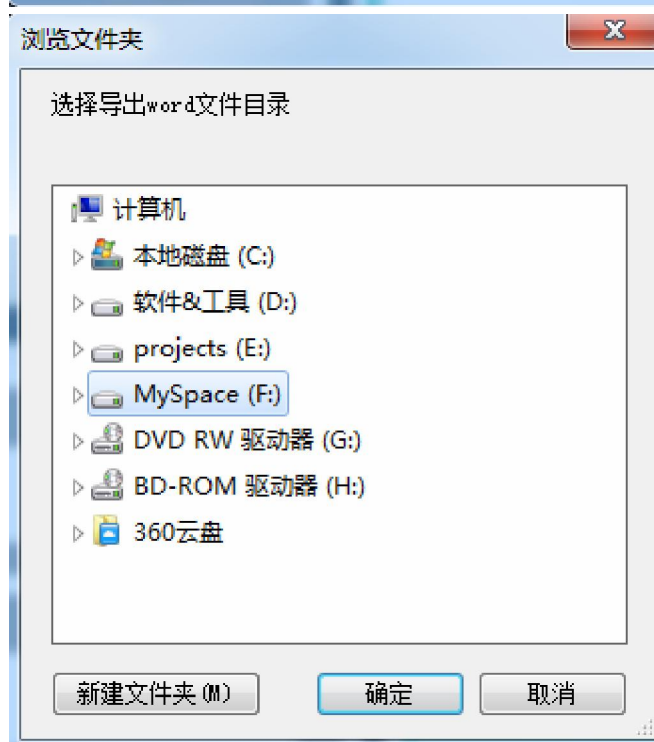 浏览文件夹
选择导出word文件目录
计算机
本地磁盘 (C:)
软件&工具 (D:)
projects (E:)
MySpace (F:)
DVD RW 驱动器 (G:)
BD-ROM 驱动器 (H:)
360云盘
新建文件夹(M) 确定 取消